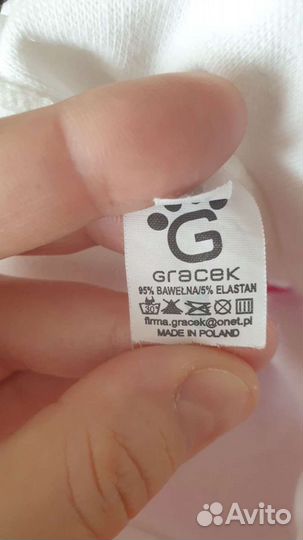 G
Gracek
95% BAWEŁNA/5% ELASTAN
30°
firma.gracek@onet.pl
MADE IN POLAND
Avito